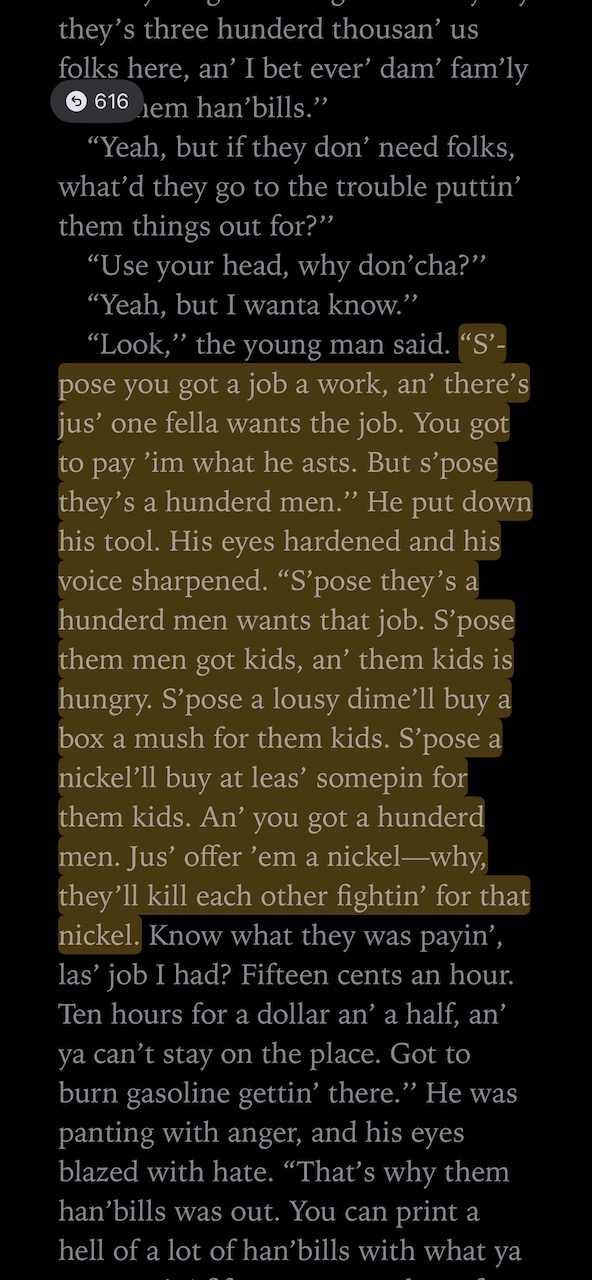 they’s three hunderd thousan’ us
folks here, an’ I bet ever’ dam’ fam’ly
616
hem han’bills.’’
“Yeah, but if they don’ need folks,
what’d they go to the trouble puttin’
them things out for?’’
“Use your head, why don’cha?’’
“Yeah, but I wanta know.’’
“Look,’’ the young man said. “S’-
pose you got a job a work, an’ there’s
jus’ one fella wants the job. You got
to pay ’im what he asts. But s’pose
they’s a hunderd men.’’ He put down
his tool. His eyes hardened and his
voice sharpened. “S’pose they’s a
hunderd men wants that job. S’pose
them men got kids, an’ them kids is
hungry. S’pose a lousy dime’ll buy a
box a mush for them kids. S’pose a
nickel’ll buy at leas’ somepin for
them kids. An’ you got a hunderd
men. Jus’ offer ’em a nickel—why,
they’ll kill each other fightin’ for that
nickel. Know what they was payin’,
las’ job I had? Fifteen cents an hour.
Ten hours for a dollar an’ a half, an’
ya can’t stay on the place. Got to
burn gasoline gettin’ there.’’ He was
panting with anger, and his eyes
blazed with hate. “That’s why them
han’bills was out. You can print a
hell of a lot of han’bills with what ya